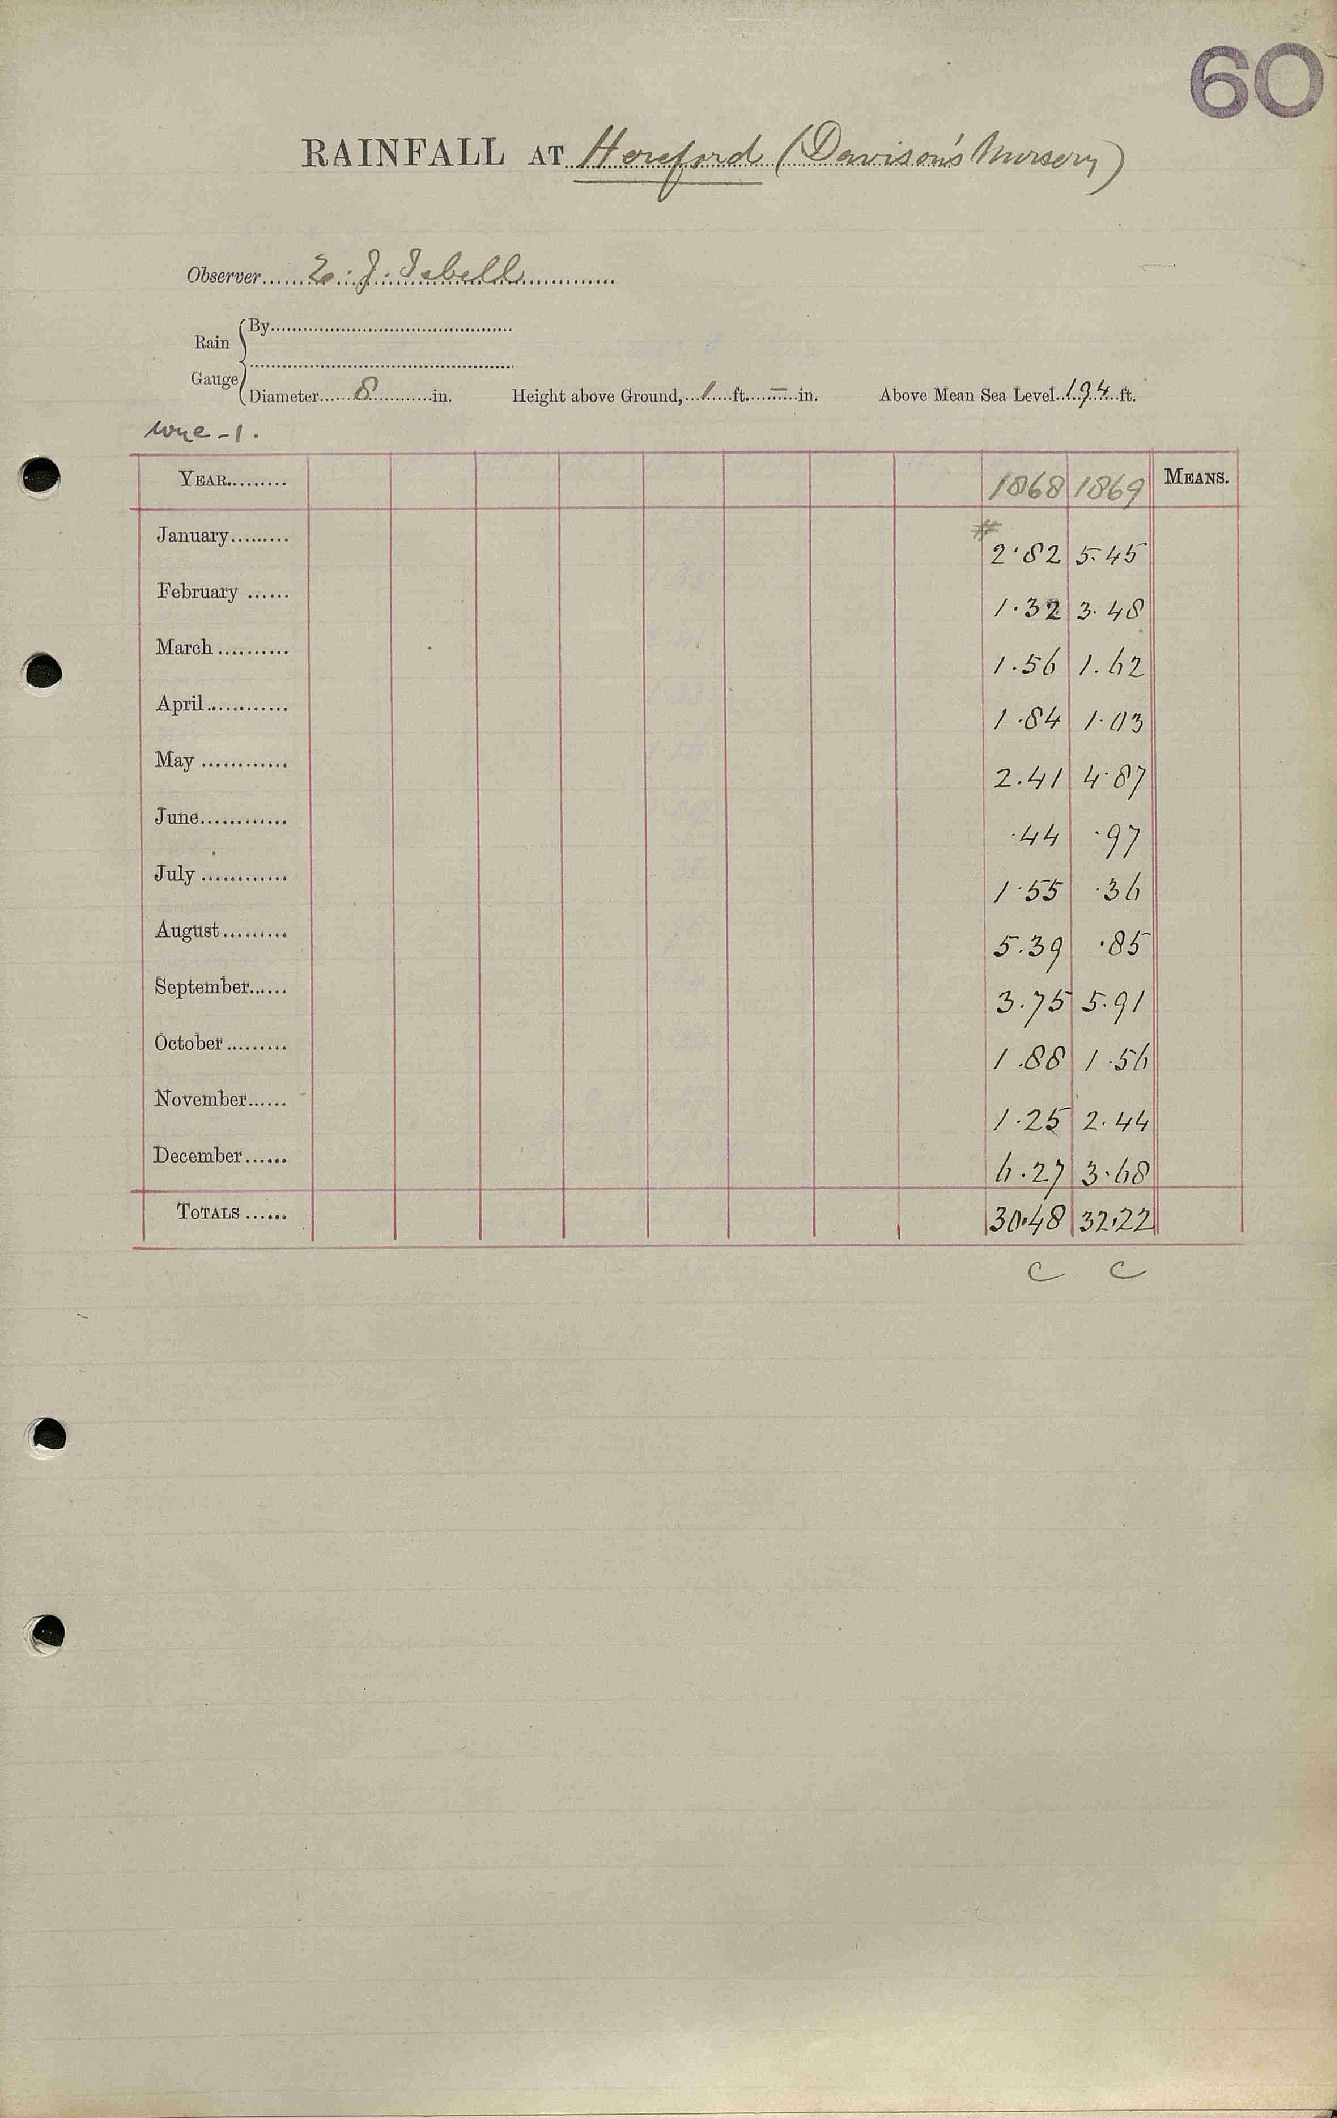 60
RAINFALL AT Hereford (Davison's Nursery)
Observer...... E. J. Isbell ............
Rain Gauge { By............
............
Diameter...... 8 ......in. Height above Ground,... 1 ....ft. – in. Above Mean Sea Level.. 194 ..ft.
Wye - 1.
YEAR......... 1868 1869 MEANS.
#
January......... 2.82 5.45
February ...... 1.32 3.48
March .......... 1.56 1.62
April............ 1.84 1.03
May ............ 2.41 4.87
June............ .44 .97
July ............ 1.55 .36
August ......... 5.39 .85
September...... 3.75 5.91
October ......... 1.88 1.56
November...... 1.25 2.44
December ...... 6.27 3.68
TOTALS ...... 30.48 32.22
C C